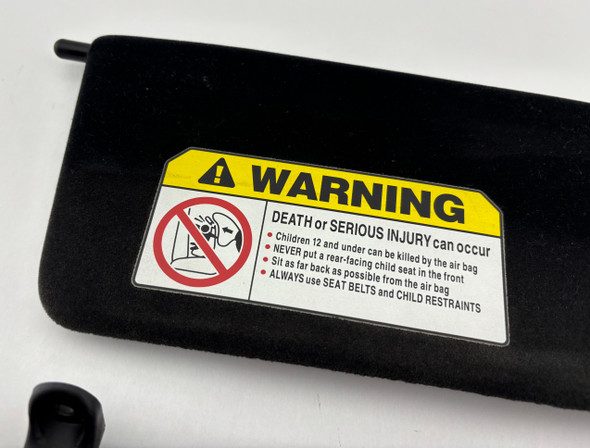 WARNING
DEATH or SERIOUS INJURY can occur
• Children 12 and under can be killed by the air bag
• NEVER put a rear-facing child seat in the front
• Sit as far back as possible from the air bag
• ALWAYS use SEAT BELTS and CHILD RESTRAINTS